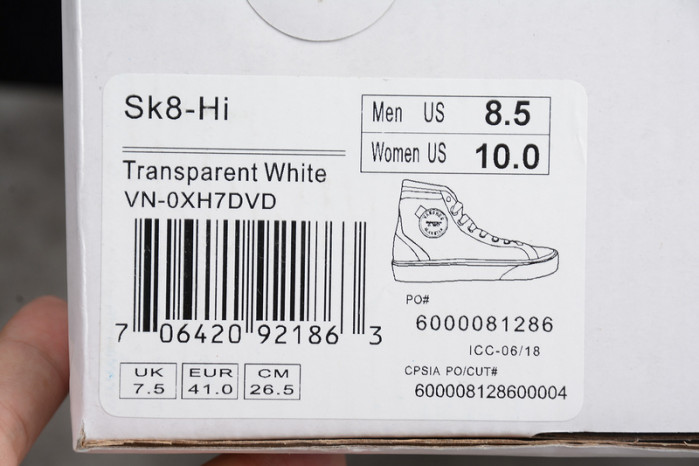 Sk8-Hi
Men US 8.5
Women US 10.0
Transparent White
VN-0XH7DVD
7 06420 92186 3
UK 7.5
EUR 41.0
CM 26.5
PO#
6000081286
ICC-06/18
CPSIA PO/CUT#
600008128600004